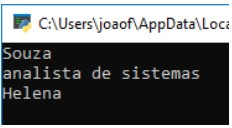 C:\Users\joaof\AppData\Loca
Souza
analista de sistemas
Helena